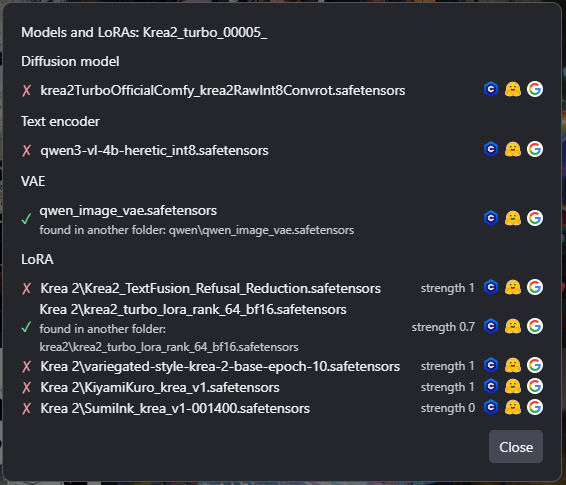 Models and LoRAs: Krea2_turbo_00005_
Diffusion model
✗ krea2TurboOfficialComfy_krea2RawInt8Convrot.safetensors
Text encoder
✗ qwen3-vl-4b-heretic_int8.safetensors
VAE
✓ qwen_image_vae.safetensors
found in another folder: qwen\qwen_image_vae.safetensors
LoRA
✗ Krea 2\Krea2_TextFusion_Refusal_Reduction.safetensors strength 1
Krea 2\krea2_turbo_lora_rank_64_bf16.safetensors
✓ found in another folder: strength 0.7
krea2\krea2_turbo_lora_rank_64_bf16.safetensors
✗ Krea 2\variegated-style-krea-2-base-epoch-10.safetensors strength 1
✗ Krea 2\KiyamiKuro_krea_v1.safetensors strength 1
✗ Krea 2\SumiInk_krea_v1-001400.safetensors strength 0
Close